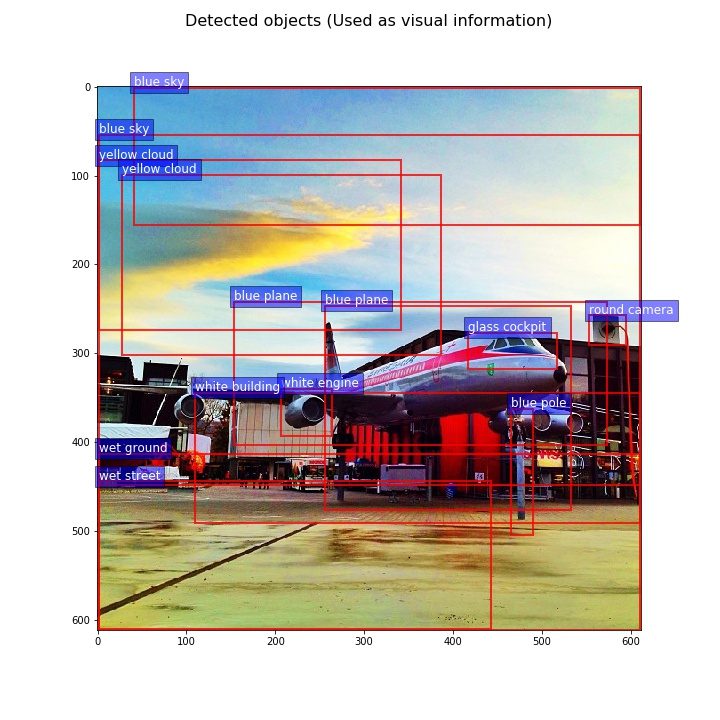 Detected objects (Used as visual information)
0
100
200
300
400
500
600
0
100
200
300
400
500
600
blue sky
blue sky
yellow cloud
yellow cloud
blue plane
blue plane
round camera
glass cockpit
white building
white engine
blue pole
wet ground
wet street